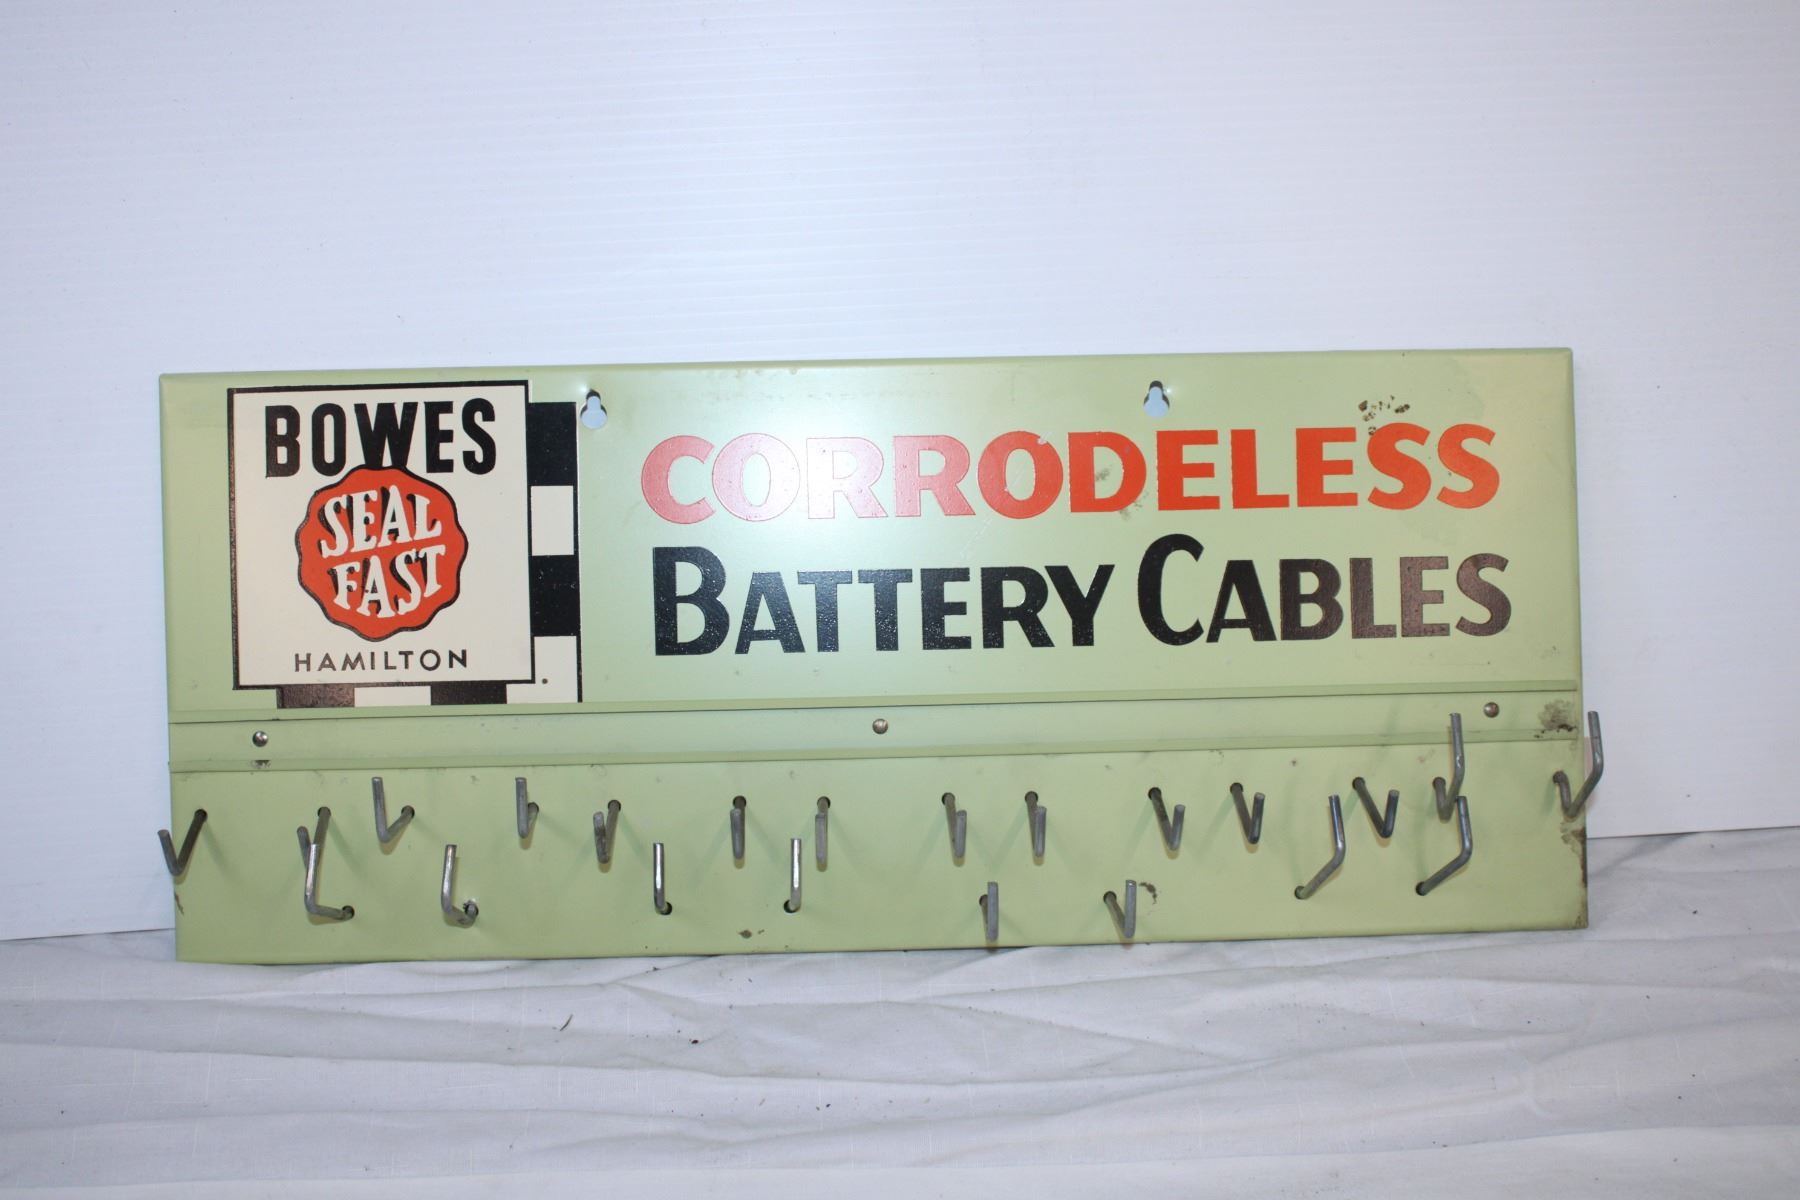 BOWES
SEAL
FAST
HAMILTON
CORRODELESS
BATTERY CABLES